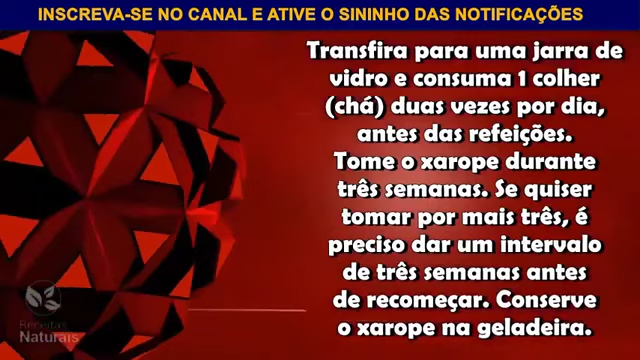 INSCREVA-SE NO CANAL E ATIVE O SININHO DAS NOTIFICAÇÕES
Transfira para uma jarra de
vidro e consuma 1 colher
(chá) duas vezes por dia,
antes das refeições.
Tome o xarope durante
três semanas. Se quiser
tomar por mais três, é
preciso dar um intervalo
de três semanas antes
de recomeçar. Conserve
o xarope na geladeira.
Receitas
Naturais